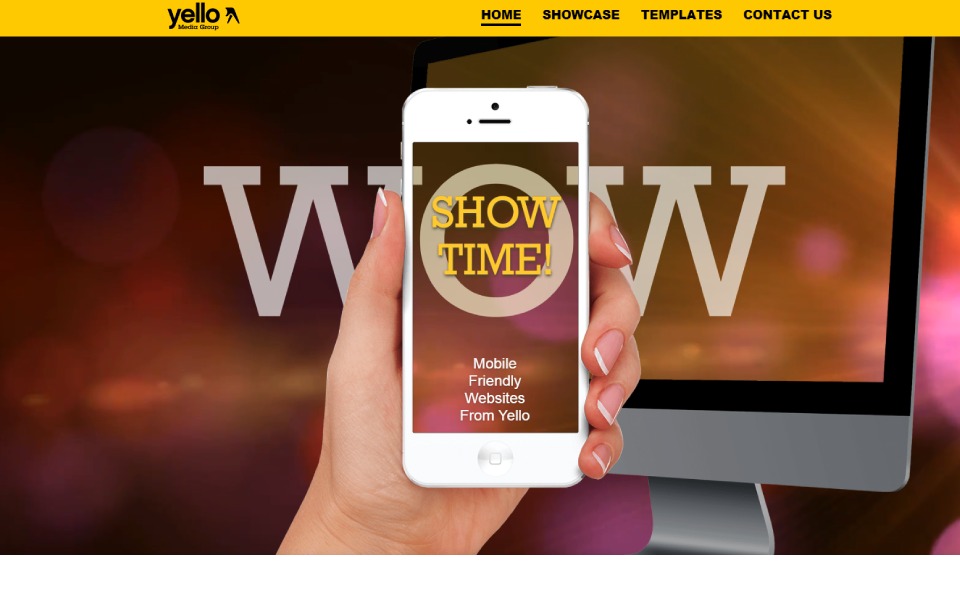 yello
Media Group
HOME SHOWCASE TEMPLATES CONTACT US
WOW
SHOW
TIME!
Mobile
Friendly
Websites
From Yello